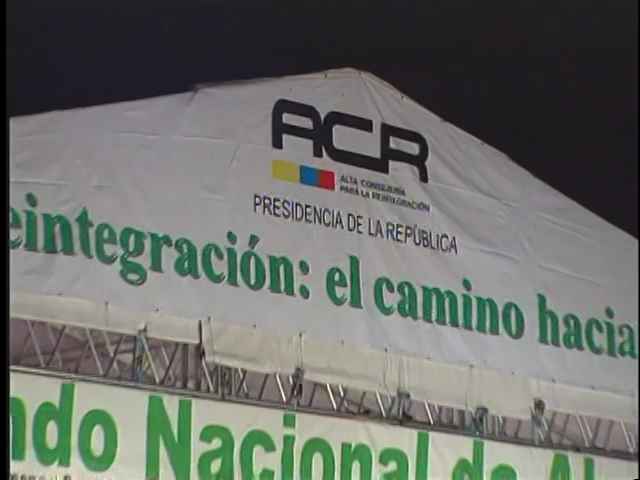 ACR
ALTA CONSEJERÍA
PARA LA REINTEGRACIÓN
PRESIDENCIA DE LA REPÚBLICA
eintegración: el camino hacia
ndo Nacional de